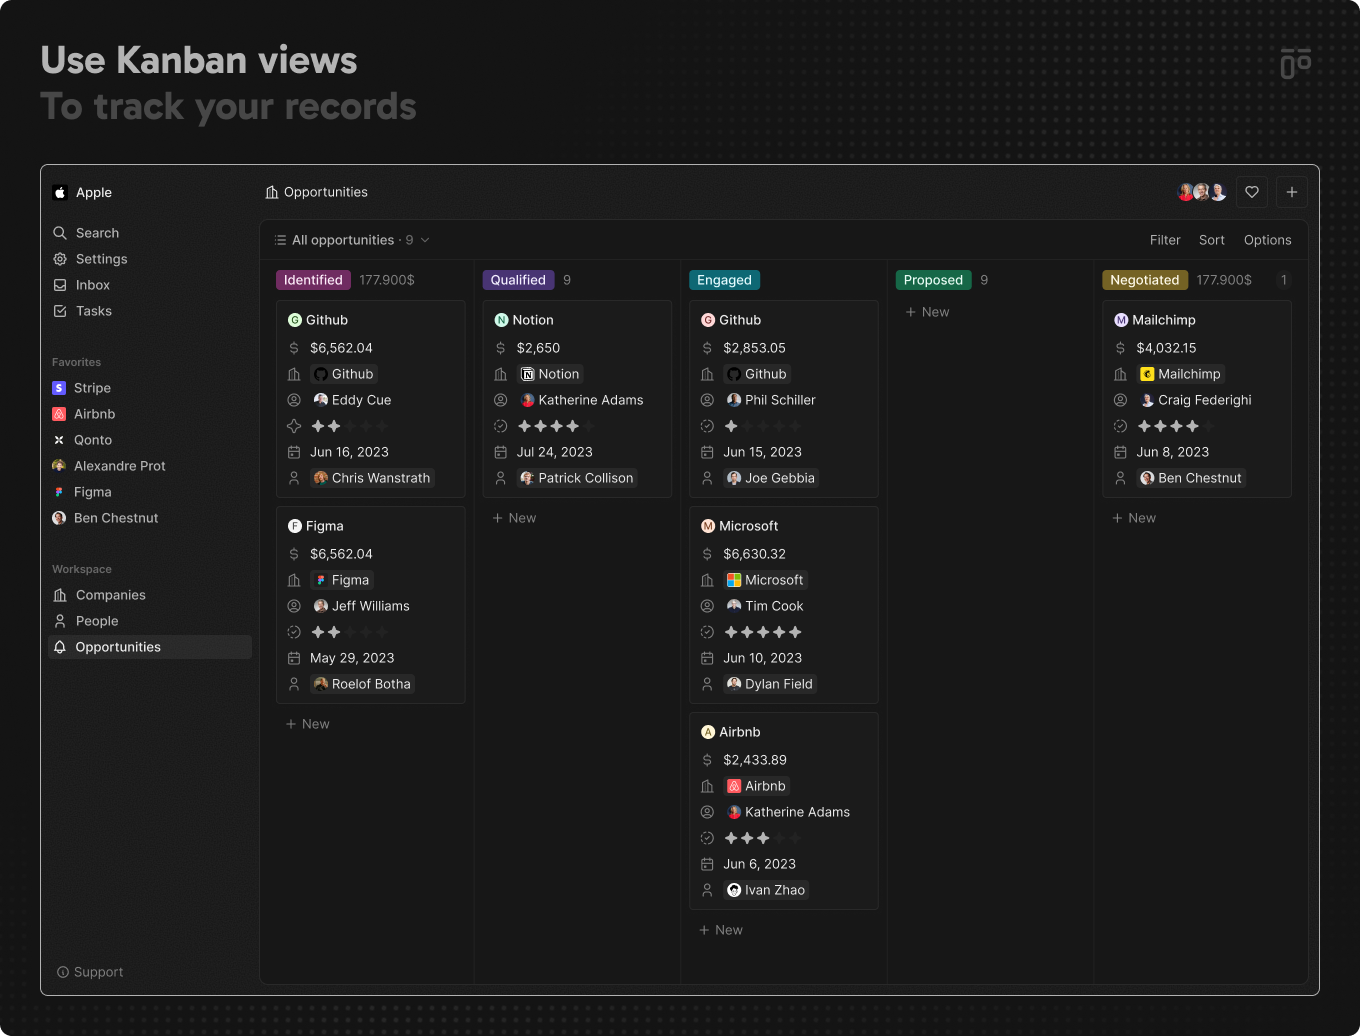 Use Kanban views
To track your records
Apple
Search
Settings
Inbox
Tasks
Favorites
S Stripe
Airbnb
Qonto
Alexandre Prot
Figma
Ben Chestnut
Workspace
Companies
People
Opportunities
Support
Opportunities
All opportunities · 9
Filter Sort Options
Identified 177.900$
G Github
$6,562.04
Github
Eddy Cue
Jun 16, 2023
Chris Wanstrath
F Figma
$6,562.04
Figma
Jeff Williams
May 29, 2023
Roelof Botha
+ New
Qualified 9
N Notion
$2,650
Notion
Katherine Adams
Jul 24, 2023
Patrick Collison
+ New
Engaged
G Github
$2,853.05
Github
Phil Schiller
Jun 15, 2023
Joe Gebbia
M Microsoft
$6,630.32
Microsoft
Tim Cook
Jun 10, 2023
Dylan Field
A Airbnb
$2,433.89
Airbnb
Katherine Adams
Jun 6, 2023
Ivan Zhao
+ New
Proposed 9
+ New
Negotiated 177.900$ 1
M Mailchimp
$4,032.15
Mailchimp
Craig Federighi
Jun 8, 2023
Ben Chestnut
+ New